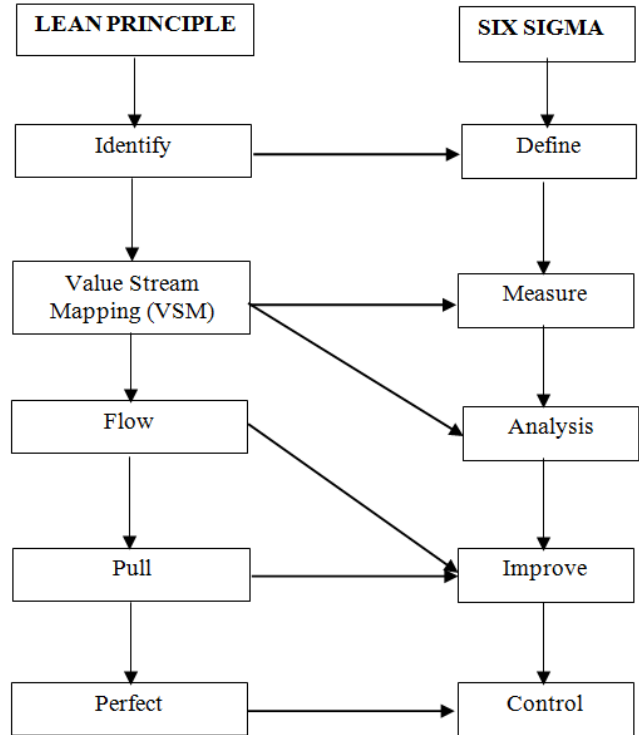 LEAN PRINCIPLE
SIX SIGMA
Identify
Define
Value Stream
Mapping (VSM)
Measure
Flow
Analysis
Pull
Improve
Perfect
Control